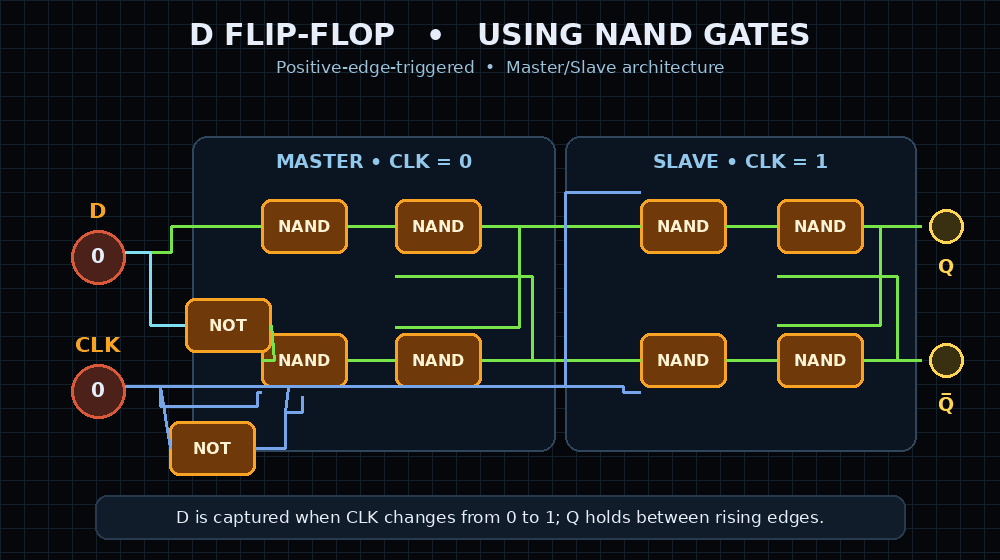 D FLIP-FLOP • USING NAND GATES
Positive-edge-triggered • Master/Slave architecture
MASTER • CLK = 0
SLAVE • CLK = 1
D
0
NAND
NAND
NAND
NAND
Q
NOT
CLK
0
NAND
NAND
NAND
NAND
Q̄
NOT
D is captured when CLK changes from 0 to 1; Q holds between rising edges.